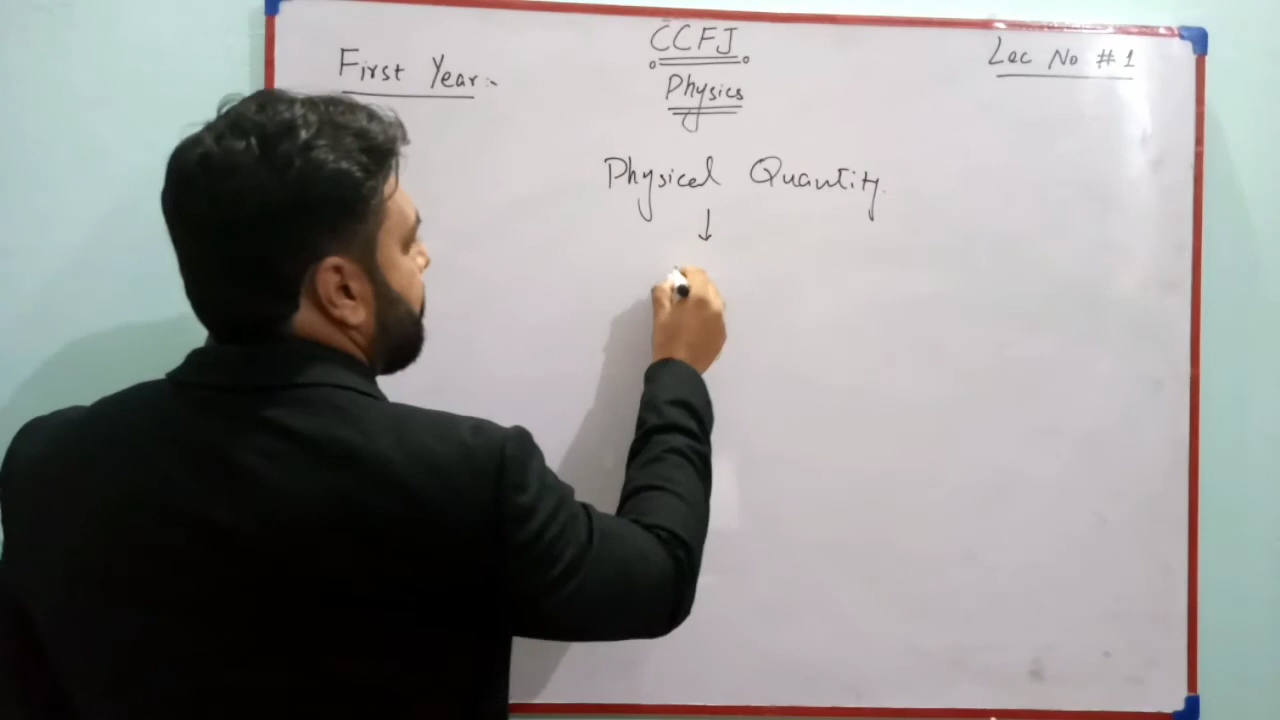 First Year:-
CCFJ
Lec No # 1
Physics
Physical Quantity.